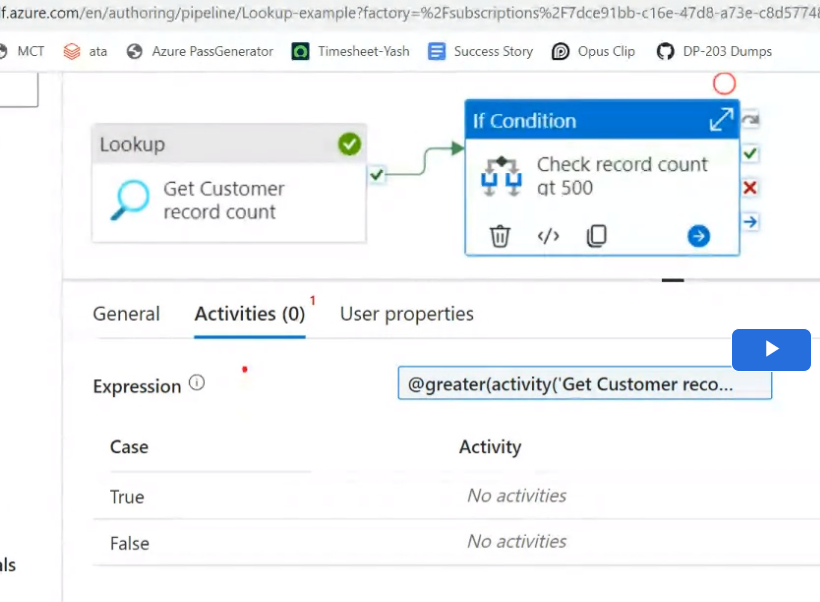 lf.azure.com/en/authoring/pipeline/Lookup-example?factory=%2Fsubscriptions%2F7dce91bb-c16e-47d8-a73e-c8d57748
MCT ata Azure PassGenerator Timesheet-Yash Success Story Opus Clip DP-203 Dumps
Lookup
Get Customer
record count
If Condition
Check record count
gt 500
General Activities (0) 1 User properties
Expression
@greater(activity('Get Customer reco...
Case Activity
True No activities
False No activities
als